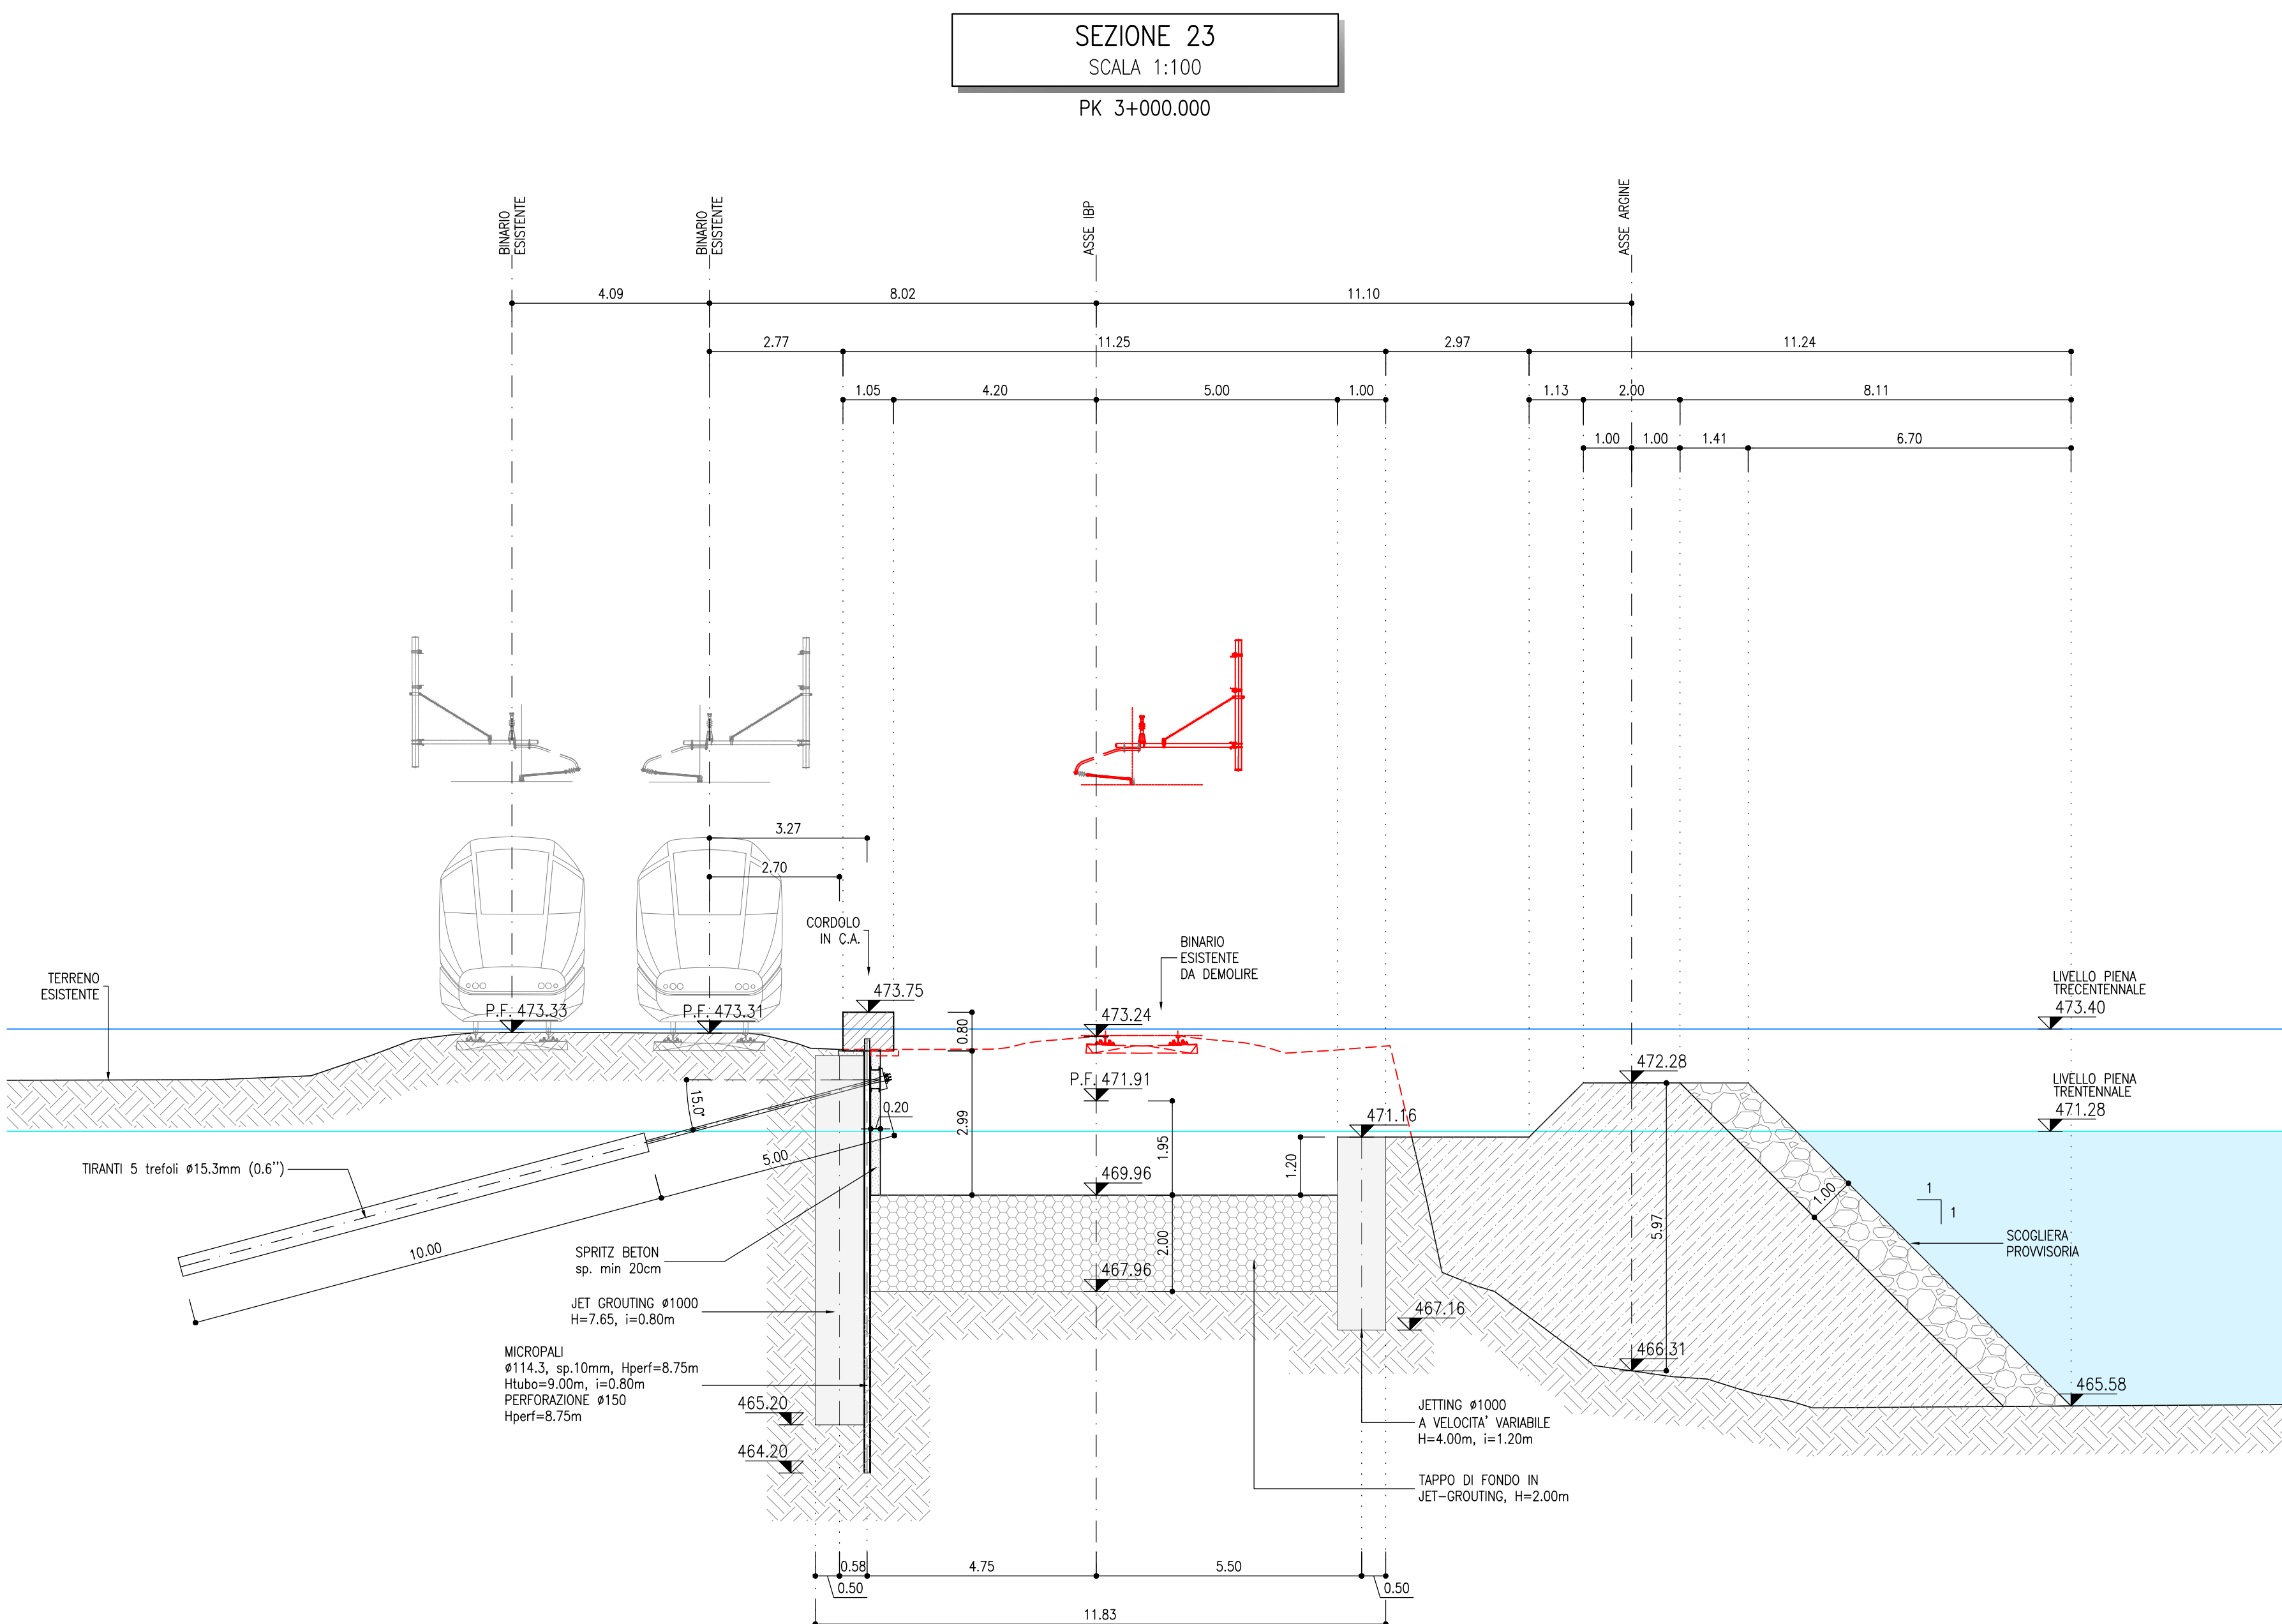 SEZIONE 23
SCALA 1:100
PK 3+000.000
BINARIO
ESISTENTE
BINARIO
ESISTENTE
ASSE IBP
ASSE ARGINE
4.09
8.02
11.10
2.77
11.25
2.97
11.24
1.05
4.20
5.00
1.00
1.13
2.00
8.11
1.00
1.00
1.41
6.70
3.27
2.70
CORDOLO
IN C.A.
BINARIO
ESISTENTE
DA DEMOLIRE
TERRENO
ESISTENTE
LIVELLO PIENA
TRECENTENNALE
473.40
P.F. 473.33
P.F. 473.31
473.75
0.80
473.24
472.28
P.F. 471.91
LIVELLO PIENA
TRENTENNALE
471.28
15.0°
0.20
2.99
471.16
1.95
1.20
5.00
TIRANTI 5 trefoli ø15.3mm (0.6'')
469.96
1.00
1
1
5.97
SCOGLIERA
PROVVISORIA
10.00
2.00
SPRITZ BETON
sp. min 20cm
467.96
JET GROUTING ø1000
H=7.65, i=0.80m
467.16
MICROPALI
ø114.3, sp.10mm, Hperf=8.75m
Htubo=9.00m, i=0.80m
PERFORAZIONE ø150
Hperf=8.75m
466.31
465.58
465.20
464.20
JETTING ø1000
A VELOCITA' VARIABILE
H=4.00m, i=1.20m
TAPPO DI FONDO IN
JET-GROUTING, H=2.00m
0.58
4.75
5.50
0.50
0.50
11.83